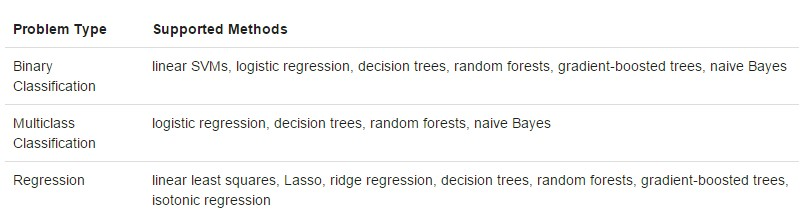 Problem Type Supported Methods
Binary Classification linear SVMs, logistic regression, decision trees, random forests, gradient-boosted trees, naive Bayes
Multiclass Classification logistic regression, decision trees, random forests, naive Bayes
Regression linear least squares, Lasso, ridge regression, decision trees, random forests, gradient-boosted trees,
isotonic regression